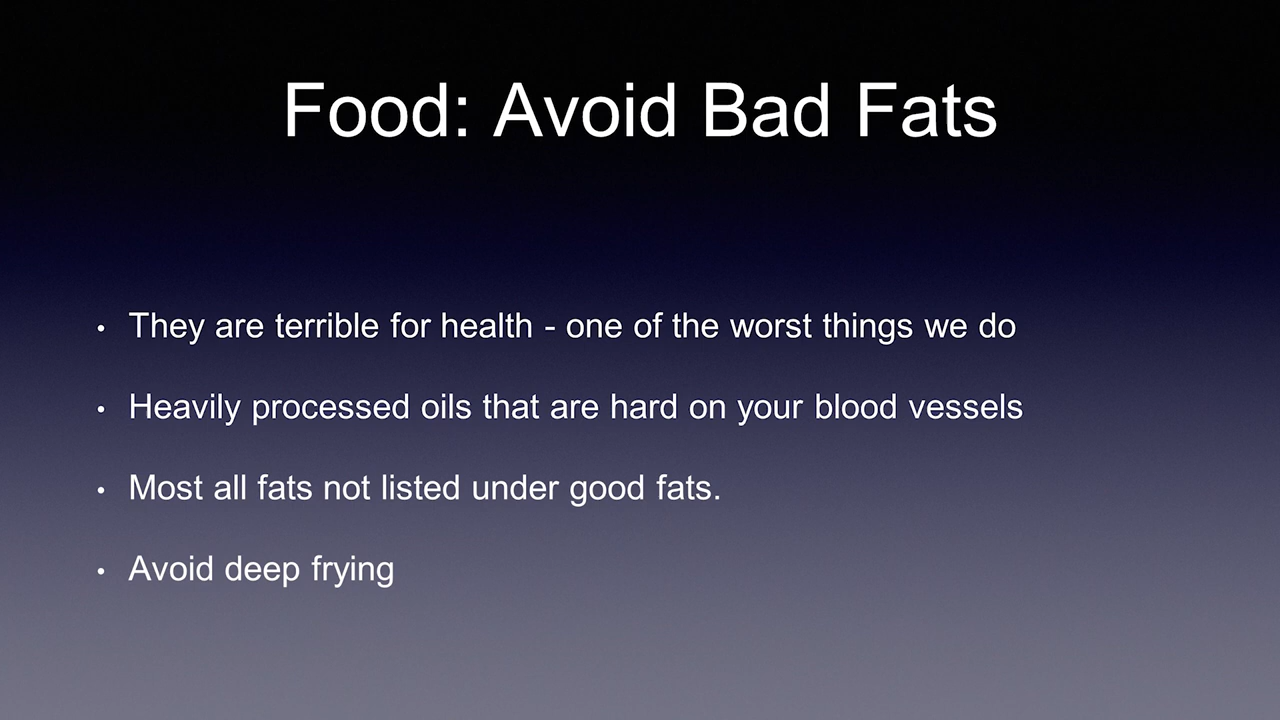 Food: Avoid Bad Fats
• They are terrible for health - one of the worst things we do
• Heavily processed oils that are hard on your blood vessels
• Most all fats not listed under good fats.
• Avoid deep frying